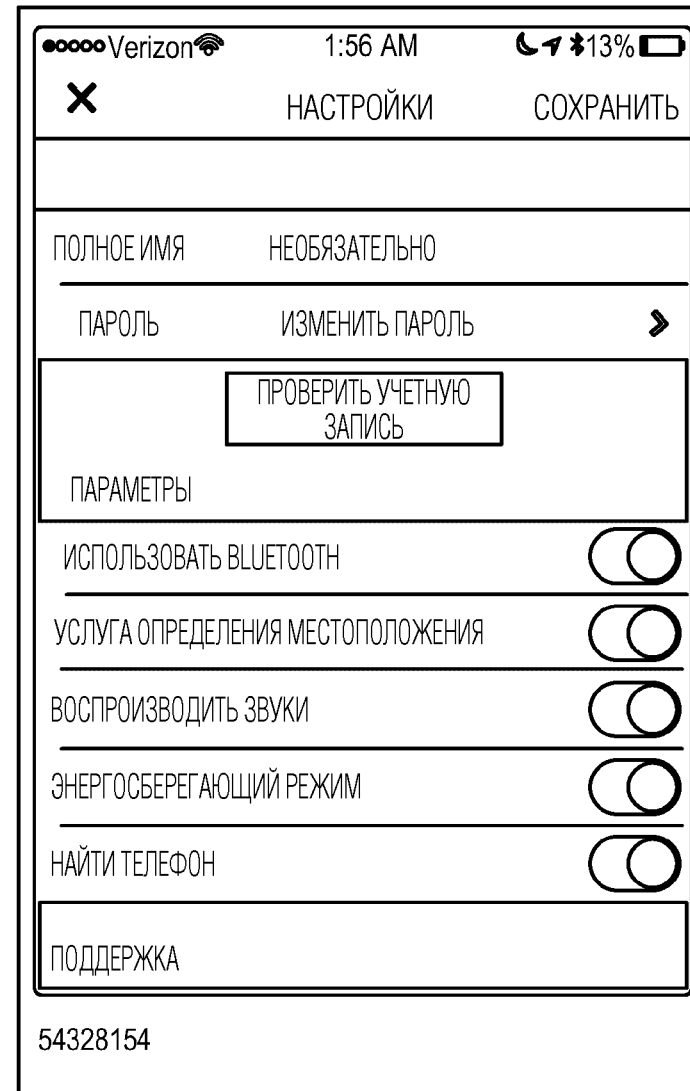 Verizon 1:56 AM 13%
НАСТРОЙКИ СОХРАНИТЬ
ПОЛНОЕ ИМЯ НЕОБЯЗАТЕЛЬНО
ПАРОЛЬ ИЗМЕНИТЬ ПАРОЛЬ
ПРОВЕРИТЬ УЧЕТНУЮ
ЗАПИСЬ
ПАРАМЕТРЫ
ИСПОЛЬЗОВАТЬ BLUETOOTH
УСЛУГА ОПРЕДЕЛЕНИЯ МЕСТОПОЛОЖЕНИЯ
ВОСПРОИЗВОДИТЬ ЗВУКИ
ЭНЕРГОСБЕРЕГАЮЩИЙ РЕЖИМ
НАЙТИ ТЕЛЕФОН
ПОДДЕРЖКА
54328154